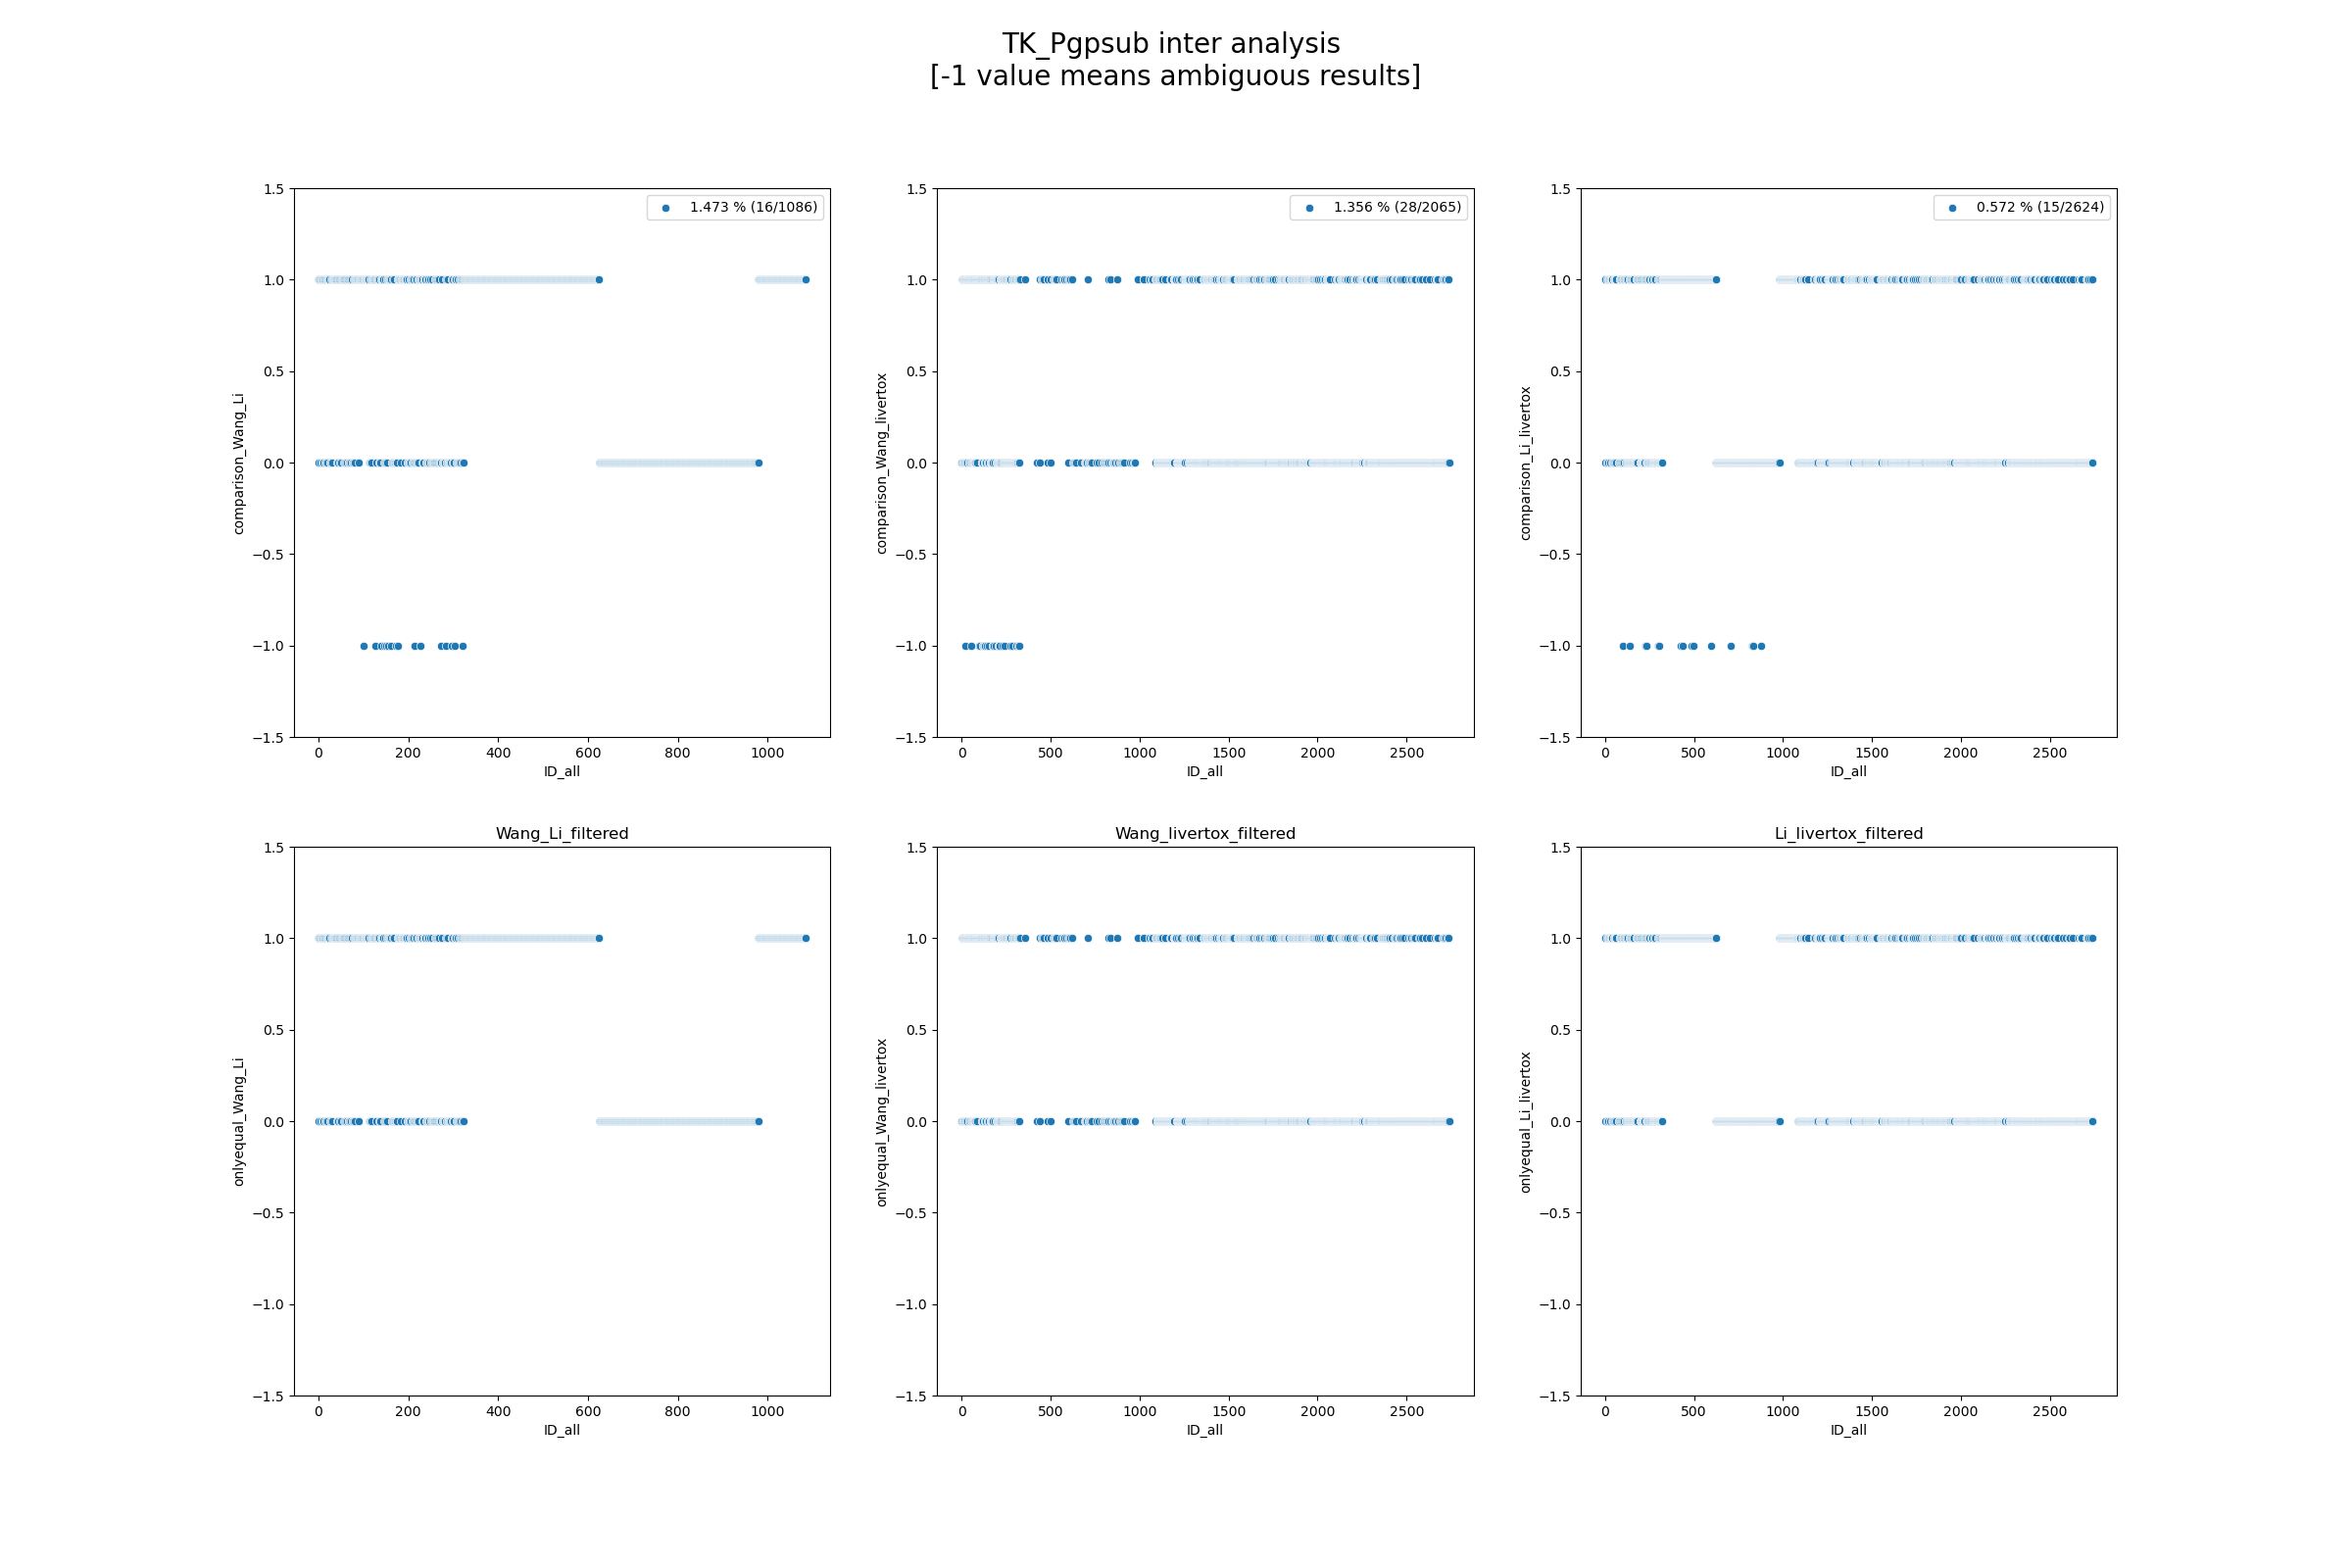 TK_Pgpsub inter analysis
[-1 value means ambiguous results]
1.5
1.0
0.5
0.0
−0.5
−1.0
−1.5
comparison_Wang_Li
1.473 % (16/1086)
0 200 400 600 800 1000
ID_all
1.5
1.0
0.5
0.0
−0.5
−1.0
−1.5
comparison_Wang_livertox
1.356 % (28/2065)
0 500 1000 1500 2000 2500
ID_all
1.5
1.0
0.5
0.0
−0.5
−1.0
−1.5
comparison_Li_livertox
0.572 % (15/2624)
0 500 1000 1500 2000 2500
ID_all
Wang_Li_filtered
1.5
1.0
0.5
0.0
−0.5
−1.0
−1.5
onlyequal_Wang_Li
0 200 400 600 800 1000
ID_all
Wang_livertox_filtered
1.5
1.0
0.5
0.0
−0.5
−1.0
−1.5
onlyequal_Wang_livertox
0 500 1000 1500 2000 2500
ID_all
Li_livertox_filtered
1.5
1.0
0.5
0.0
−0.5
−1.0
−1.5
onlyequal_Li_livertox
0 500 1000 1500 2000 2500
ID_all